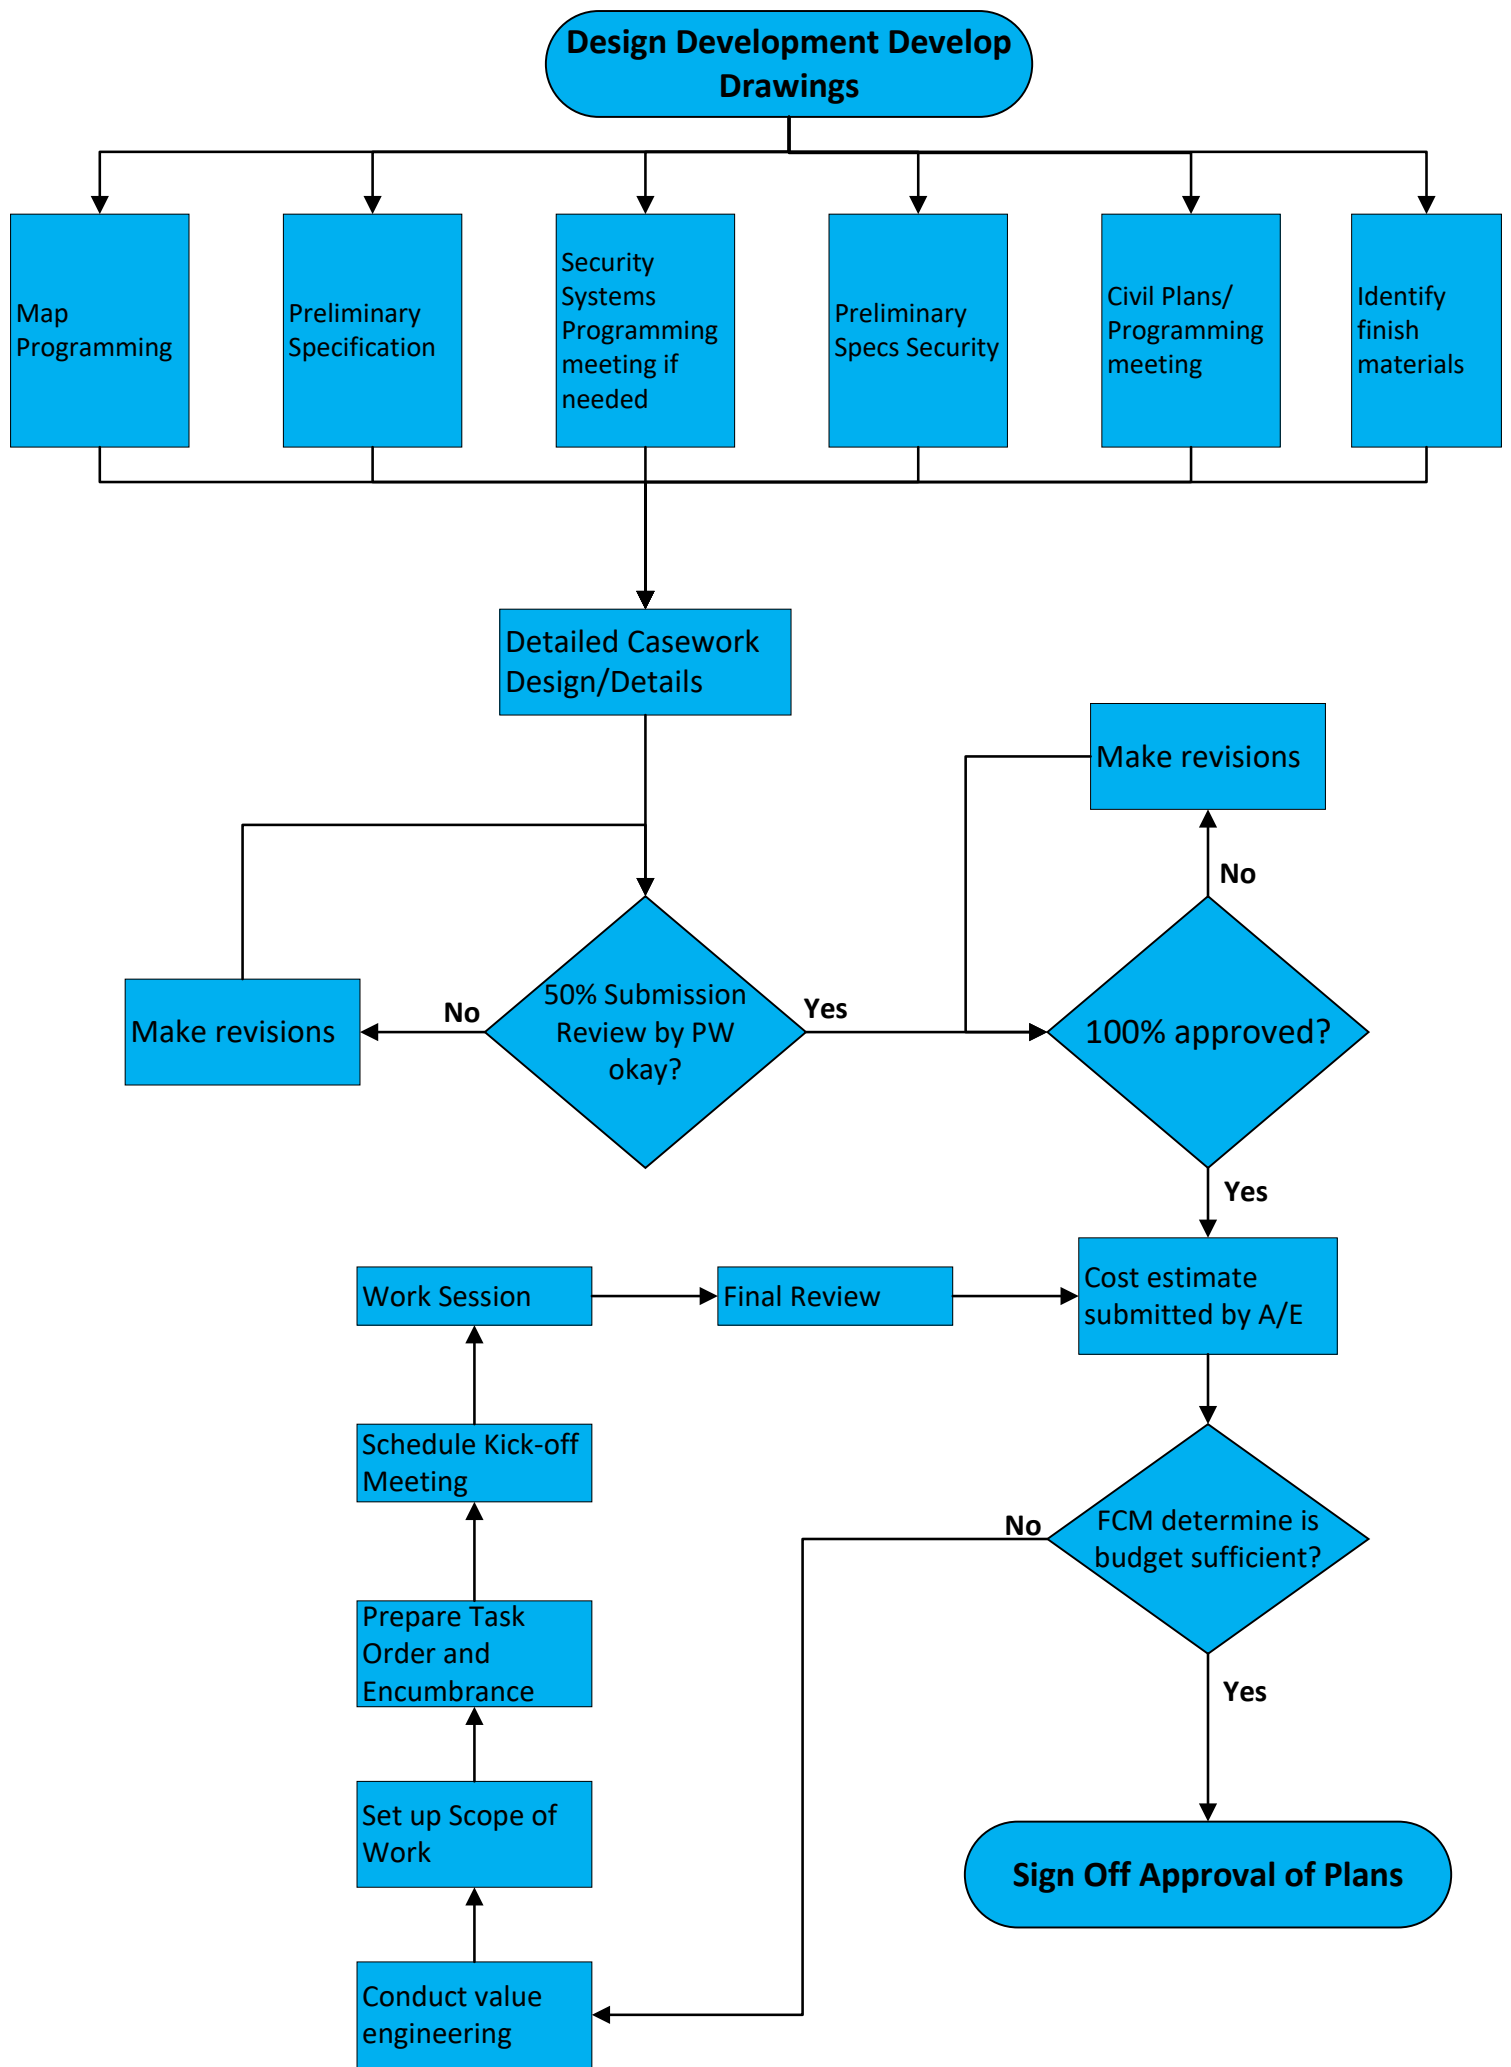 Design Development Develop
Drawings
Map
Programming
Preliminary
Specification
Security
Systems
Programming
meeting if
needed
Preliminary
Specs Security
Civil Plans/
Programming
meeting
Identify
finish
materials
Detailed Casework
Design/Details
Make revisions
No
50% Submission
Review by PW
okay?
No
Yes
Make revisions
100% approved?
Yes
Work Session
Final Review
Cost estimate
submitted by A/E
Schedule Kick-off
Meeting
No
FCM determine is
budget sufficient?
Prepare Task
Order and
Encumbrance
Yes
Set up Scope of
Work
Sign Off Approval of Plans
Conduct value
engineering